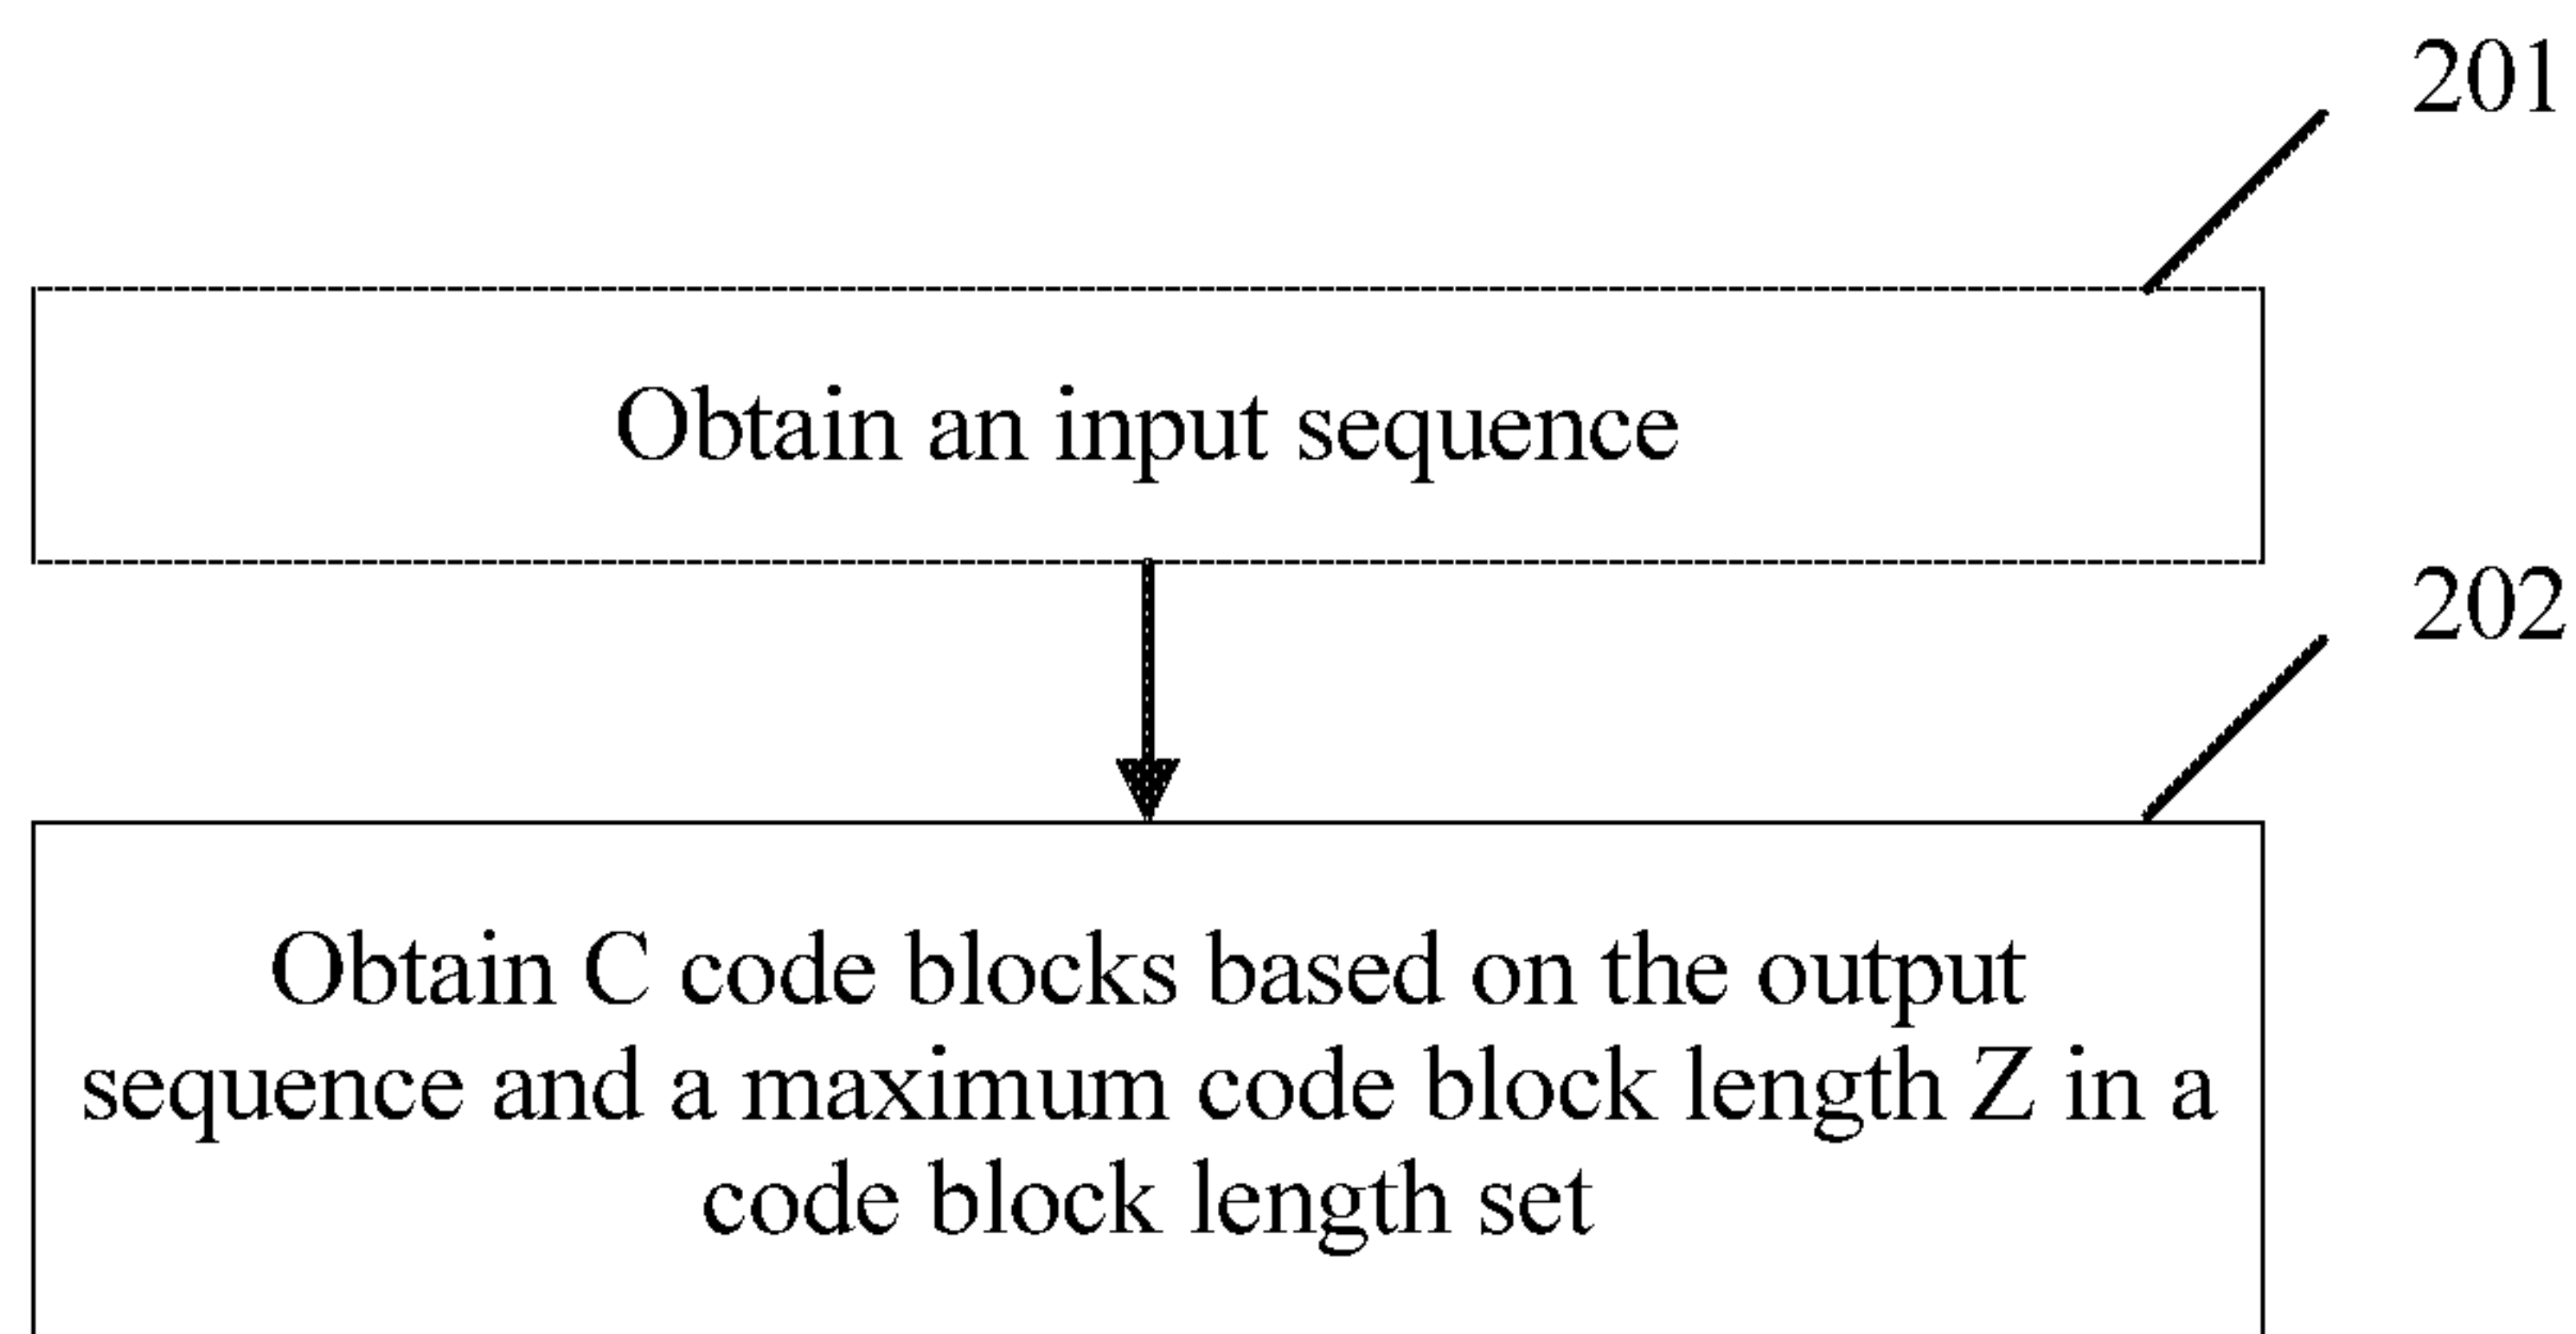 201
Obtain an input sequence
202
Obtain C code blocks based on the output
sequence and a maximum code block length Z in a
code block length set